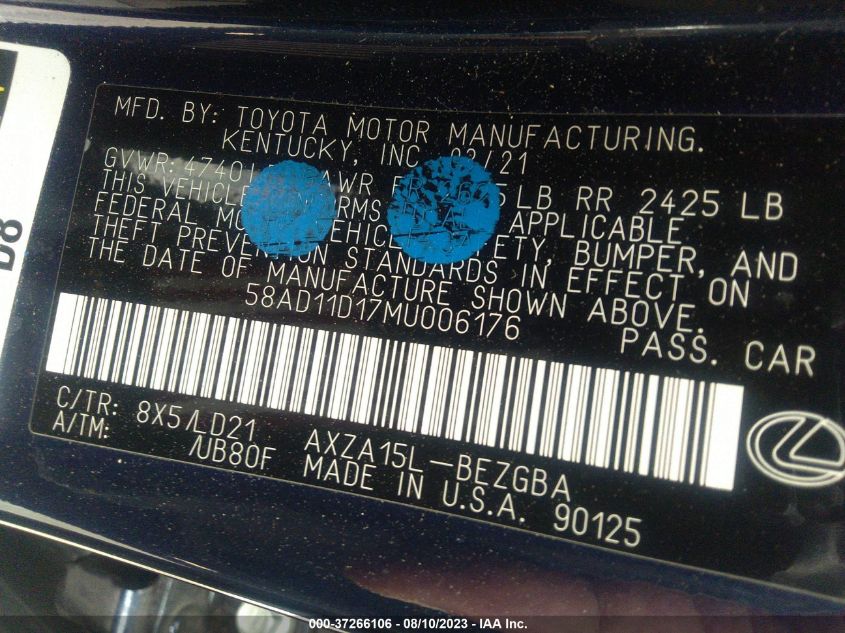 D8
MFD. BY: TOYOTA MOTOR MANUFACTURING.
KENTUCKY, INC. /21
GVWR 4740 LB RR 2425 LB
THIS VEHICLE APPLICABLE
FEDERAL BUMPER, AND
THEFT STANDARDS IN EFFECT ON
THE DATE OF MANUFACTURE SHOWN ABOVE.
58AD11D17MU006176 PASS. CAR
C/TR: 8X5/LD21 AXZA15L-BEZGBA
A/TM: /UB80F MADE IN U.S.A. 90125
000-37266106 - 08/10/2023 - IAA Inc.